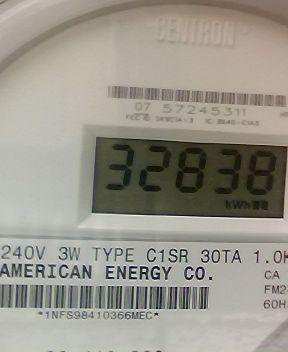 CENTRON
07 57245311
32838
kWh
240V 3W TYPE C1SR 30TA 1.0K
AMERICAN ENERGY CO.
CA
FM2
60H
*1NFS98410366MEC*